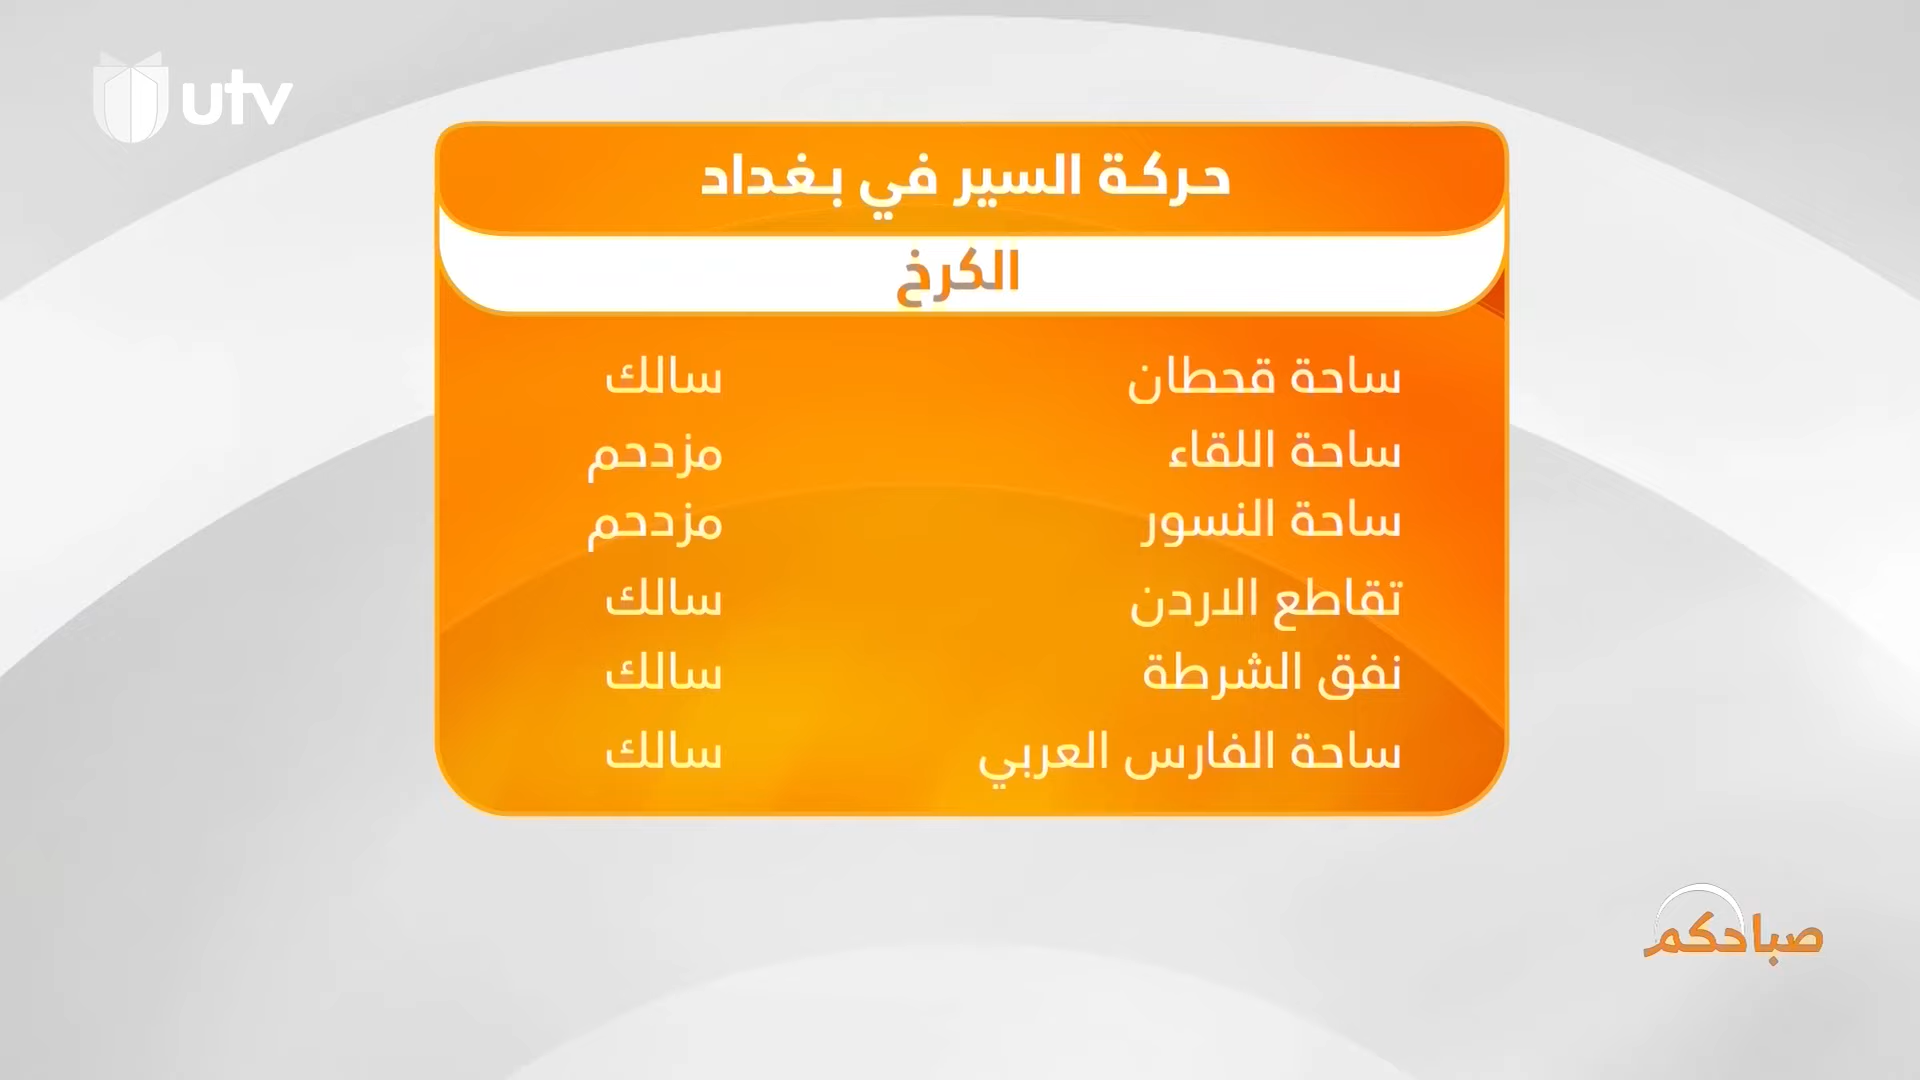 utv
حركة السير في بغداد
الكرخ
ساحة قحطان سالك
ساحة اللقاء مزدحم
ساحة النسور مزدحم
تقاطع الاردن سالك
نفق الشرطة سالك
ساحة الفارس العربي سالك
صباحكم